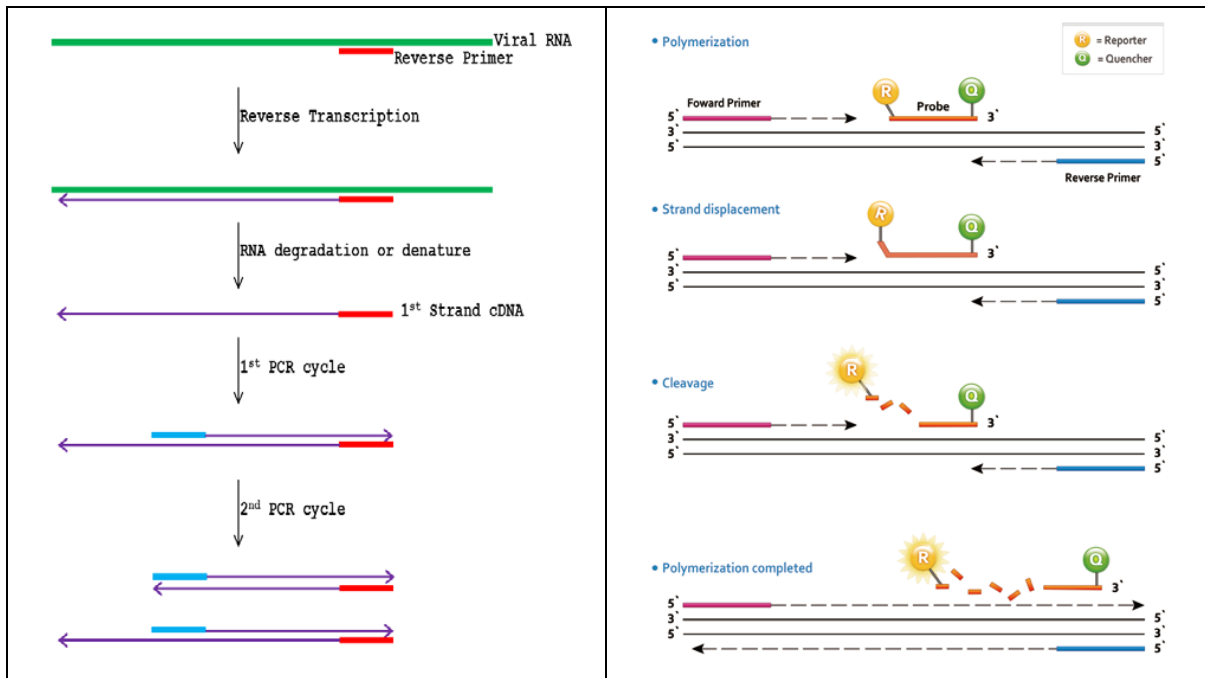 Viral RNA
Reverse Primer
Reverse Transcription
RNA degradation or denature
1st Strand cDNA
1st PCR cycle
2nd PCR cycle
• Polymerization
R = Reporter
Q = Quencher
R
Q
Foward Primer
Probe
5` 3`
3` 5`
5` 3`
5`
Reverse Primer
• Strand displacement
R
Q
5` 3`
3` 5`
5` 3`
5`
• Cleavage
R
Q
5` 3`
3` 5`
5` 3`
5`
• Polymerization completed
R
Q
3`
5`
3` 5`
5` 3`
5`